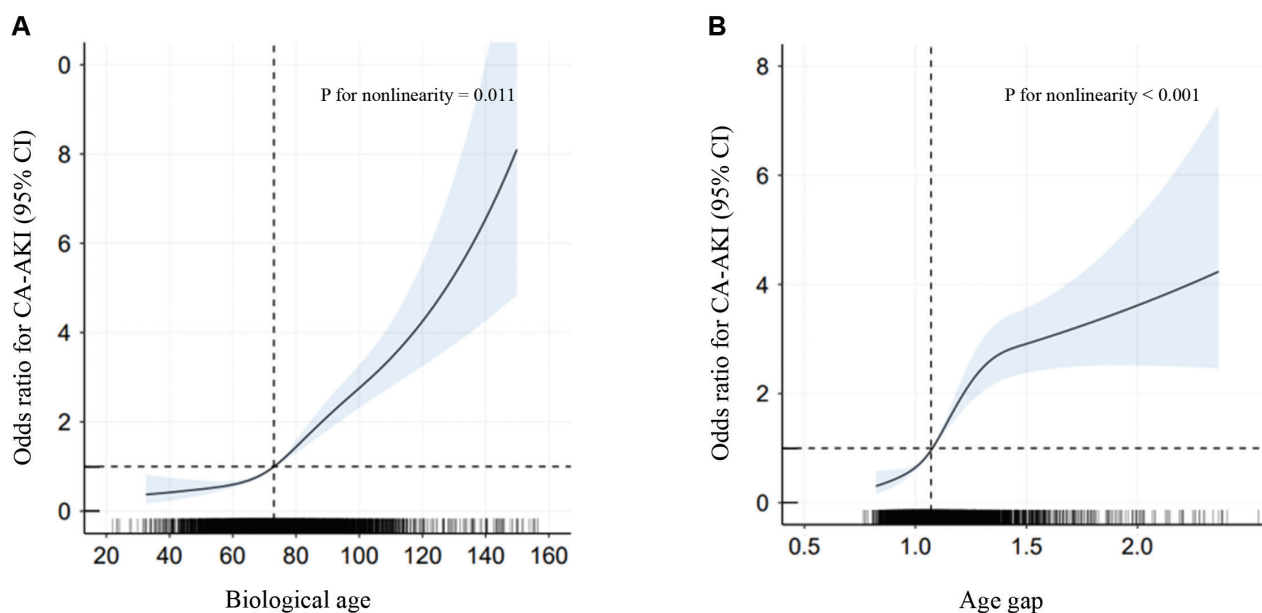 A
Odds ratio for CA-AKI (95% CI)
0
8
6
4
2
0
P for nonlinearity = 0.011
20 40 60 80 100 120 140 160
Biological age
B
Odds ratio for CA-AKI (95% CI)
8
6
4
2
0
P for nonlinearity < 0.001
0.5 1.0 1.5 2.0
Age gap